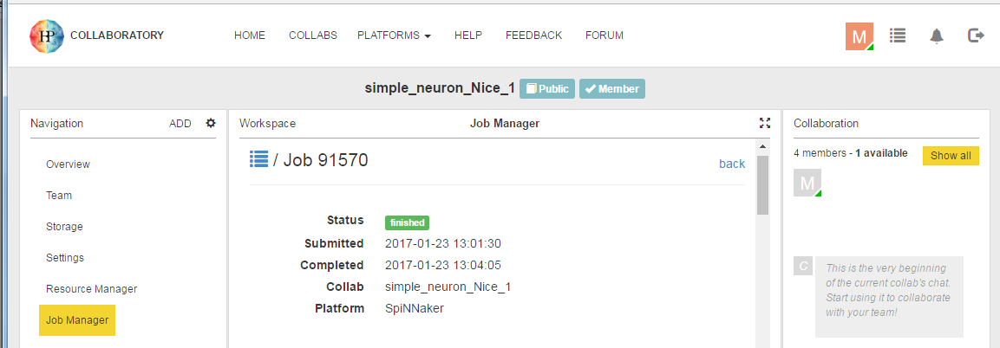 HP COLLABORATORY HOME COLLABS PLATFORMS HELP FEEDBACK FORUM M
simple_neuron_Nice_1 Public Member
Navigation ADD
Overview
Team
Storage
Settings
Resource Manager
Job Manager
Workspace Job Manager
/ Job 91570 back
Status finished
Submitted 2017-01-23 13:01:30
Completed 2017-01-23 13:04:05
Collab simple_neuron_Nice_1
Platform SpiNNaker
Collaboration
4 members - 1 available Show all
M
C This is the very beginning
of the current collab's chat.
Start using it to collaborate
with your team!